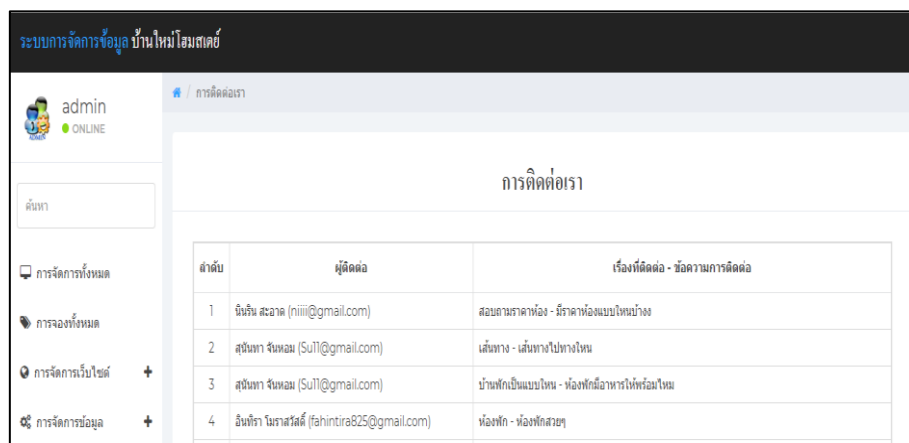 ระบบการจัดการข้อมูล บ้านใหม่โฮมสเตย์
admin
ONLINE
ค้นหา
การจัดการทั้งหมด
การจองทั้งหมด
การจัดการเว็บไซต์ +
การจัดการข้อมูล +
/ การติดต่อเรา
การติดต่อเรา
ลำดับ ผู้ติดต่อ เรื่องที่ติดต่อ - ข้อความการติดต่อ
1 นินริน สะอาด (niiii@gmail.com) สอบถามราคาห้อง - มีราคาห้องแบบไหนบ้างง
2 สุนันทา จันหอม (Su11@gmail.com) เส้นทาง - เส้นทางไปทางไหน
3 สุนันทา จันหอม (Su11@gmail.com) บ้านพักเป็นแบบไหน - ห้องพักมีอาหารให้พร้อมไหม
4 อินทิรา โมราสวัสดิ์ (fahintira825@gmail.com) ห้องพัก - ห้องพักสวยๆ